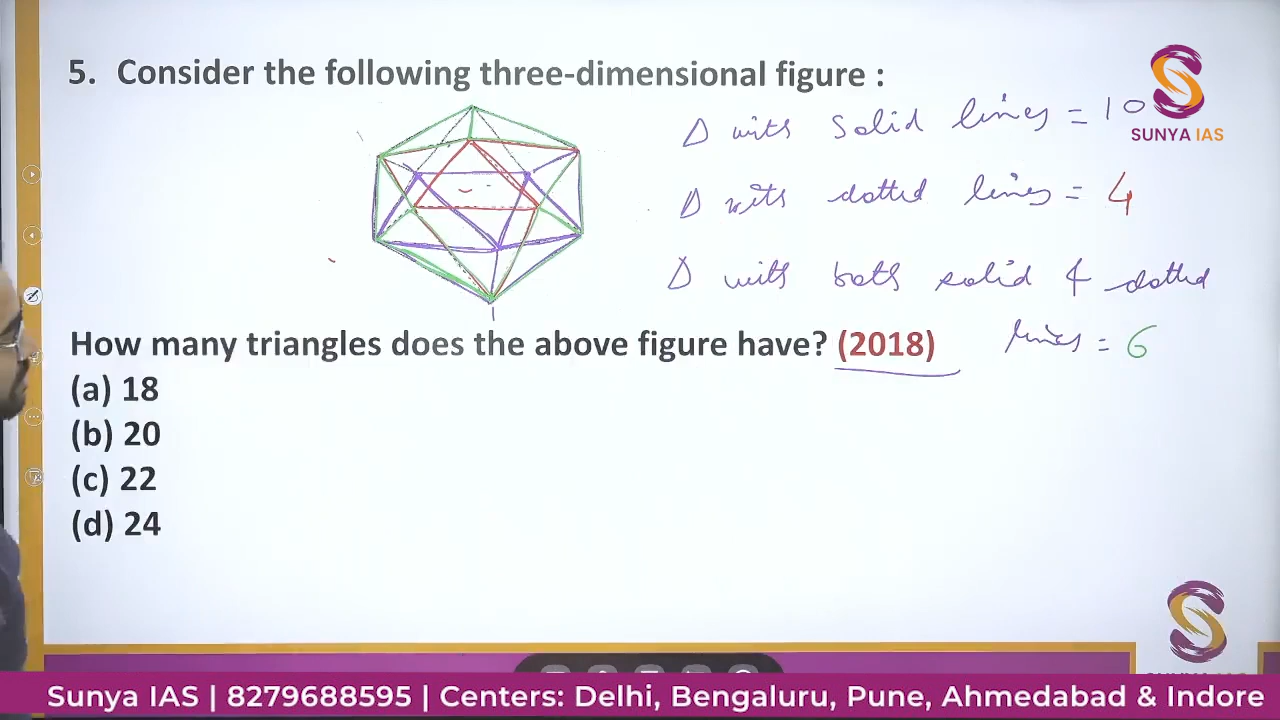 5. Consider the following three-dimensional figure :
Δ with solid lines = 10
SUNYA IAS
Δ with dotted lines = 4
Δ with both solid & dotted
lines = 6
How many triangles does the above figure have? (2018)
(a) 18
(b) 20
(c) 22
(d) 24
Sunya IAS | 8279688595 | Centers: Delhi, Bengaluru, Pune, Ahmedabad & Indore